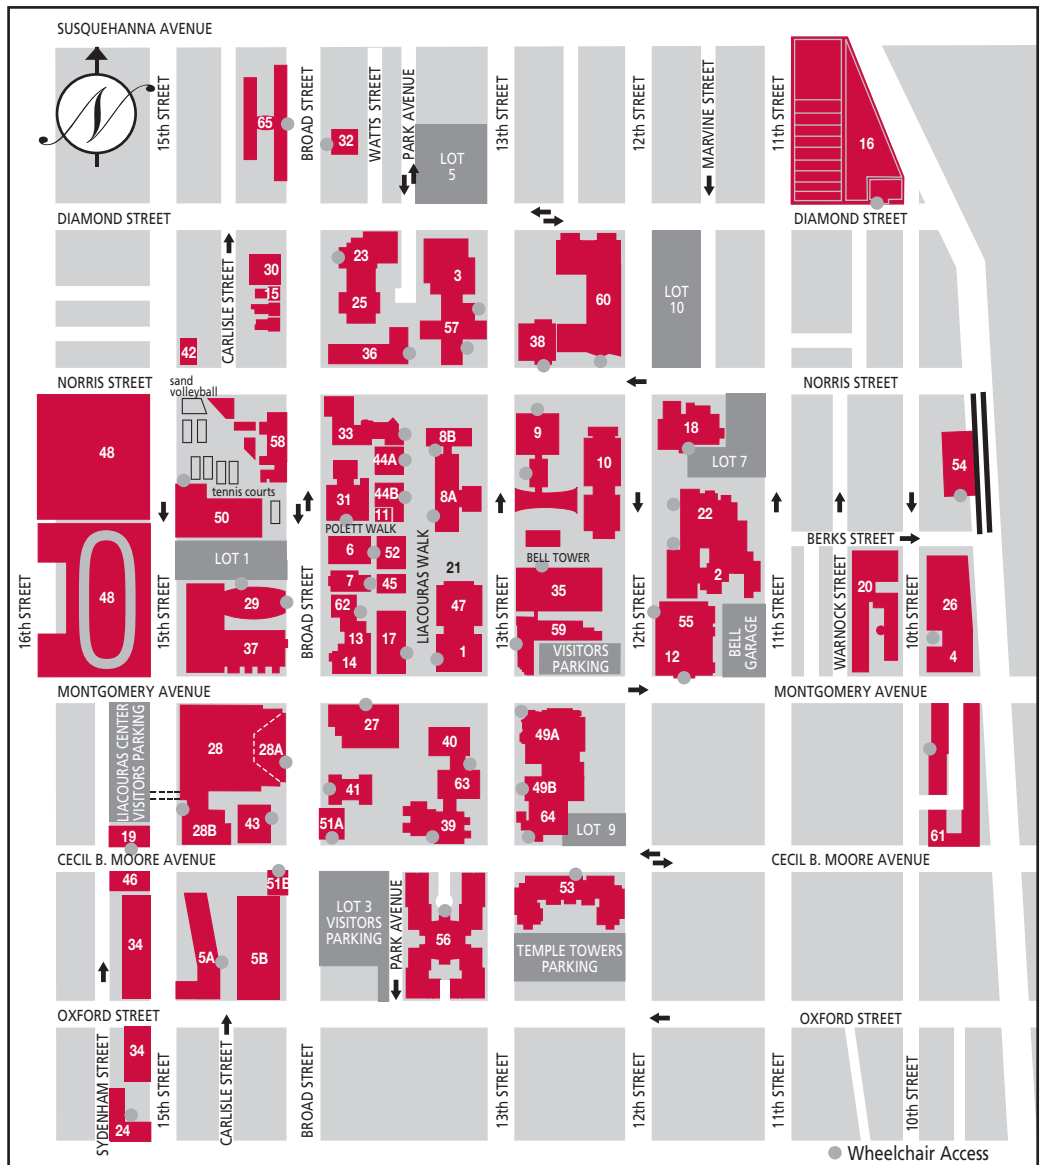 SUSQUEHANNA AVENUE
N
15th STREET
65
BROAD STREET
32
WATTS STREET
PARK AVENUE
LOT
5
13th STREET
12th STREET
MARVINE STREET
11th STREET
16
DIAMOND STREET
DIAMOND STREET
CARLISLE STREET
30
15
42
23
25
36
3
57
38
60
LOT
10
NORRIS STREET
NORRIS STREET
sand
volleyball
48
58
tennis courts
50
33
44A
44B
11
31
8B
8A
9
10
18
LOT 7
54
POLETT WALK
BERKS STREET
LOT 1
6
52
7
45
62
13
14
17
LIACOURAS WALK
21
47
1
BELL TOWER
35
59
VISITORS
PARKING
22
2
55
12
BELL
GARAGE
20
26
4
16th STREET
48
15th STREET
29
37
BROAD STREET
13th STREET
12th STREET
11th STREET
WARNOCK STREET
10th STREET
MONTGOMERY AVENUE
MONTGOMERY AVENUE
LIACOURAS CENTER
VISITORS PARKING
28
28A
28B
43
27
41
51A
40
63
39
49A
49B
64
LOT 9
61
19
CECIL B. MOORE AVENUE
CECIL B. MOORE AVENUE
46
34
5A
5B
51B
LOT 3
VISITORS
PARKING
PARK AVENUE
56
53
TEMPLE TOWERS
PARKING
OXFORD STREET
OXFORD STREET
SYDENHAM STREET
34
24
15th STREET
CARLISLE STREET
BROAD STREET
13th STREET
12th STREET
11th STREET
10th STREET
Wheelchair Access